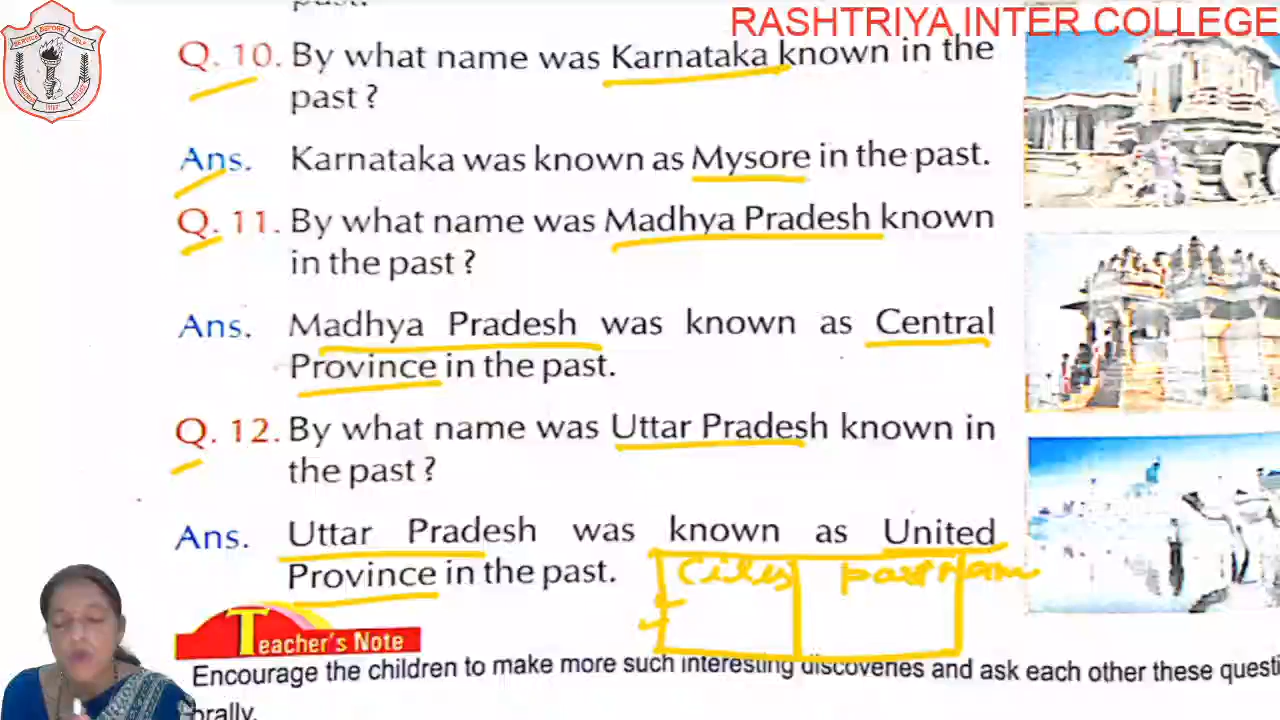 past?
RASHTRIYA INTER COLLEGE
Q. 10. By what name was Karnataka known in the
past ?
Ans. Karnataka was known as Mysore in the past.
Q. 11. By what name was Madhya Pradesh known
in the past ?
Ans. Madhya Pradesh was known as Central
Province in the past.
Q. 12. By what name was Uttar Pradesh known in
the past ?
Ans. Uttar Pradesh was known as United
Province in the past.
Cities past Name
Teacher's Note
Encourage the children to make more such interesting discoveries and ask each other these questi
orally.